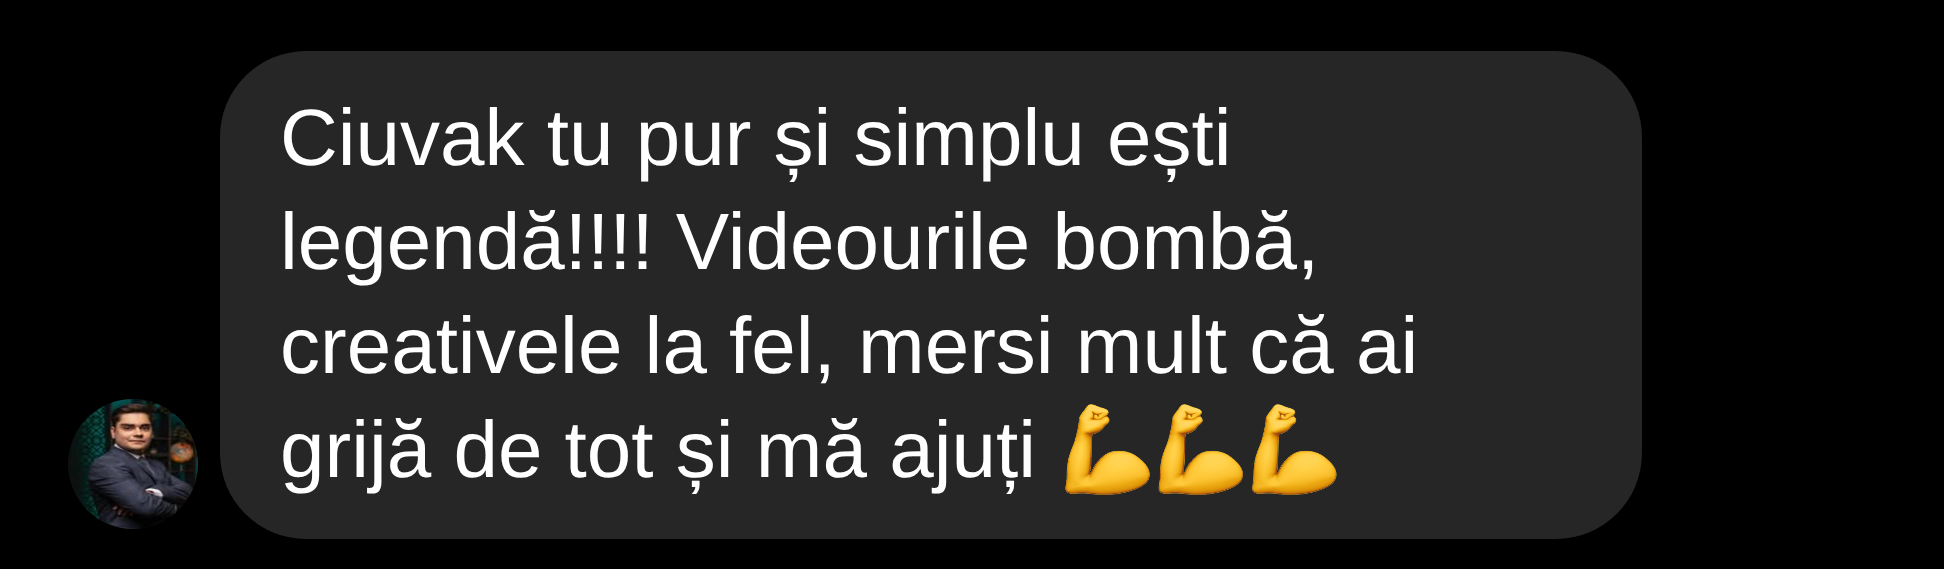 Ciuvak tu pur și simplu ești
legendă!!!! Videourile bombă,
creativele la fel, mersi mult că ai
grijă de tot și mă ajuți 💪💪💪